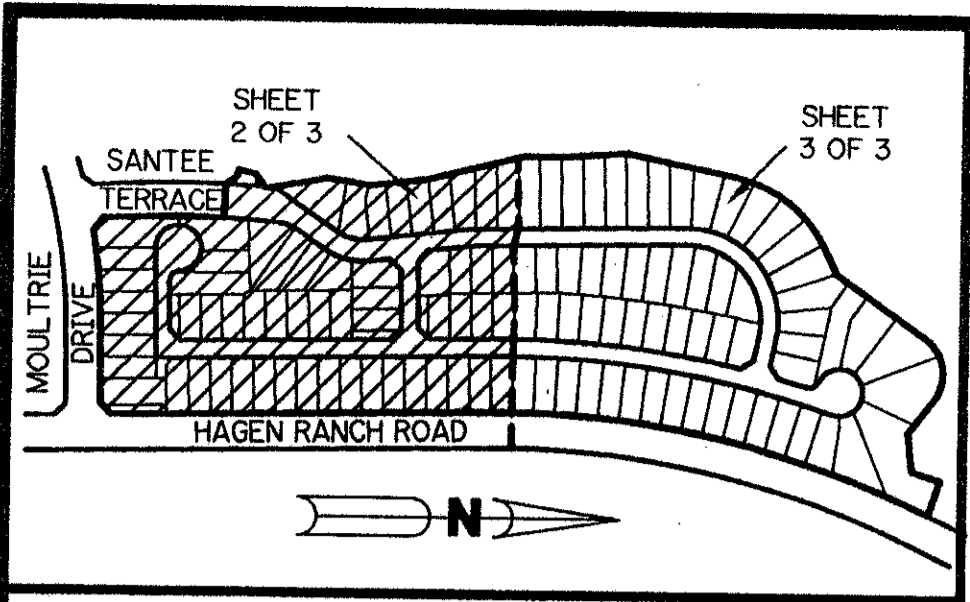 SHEET
2 OF 3
SHEET
3 OF 3
SANTEE
TERRACE
MOULTRIE
DRIVE
HAGEN RANCH ROAD
N